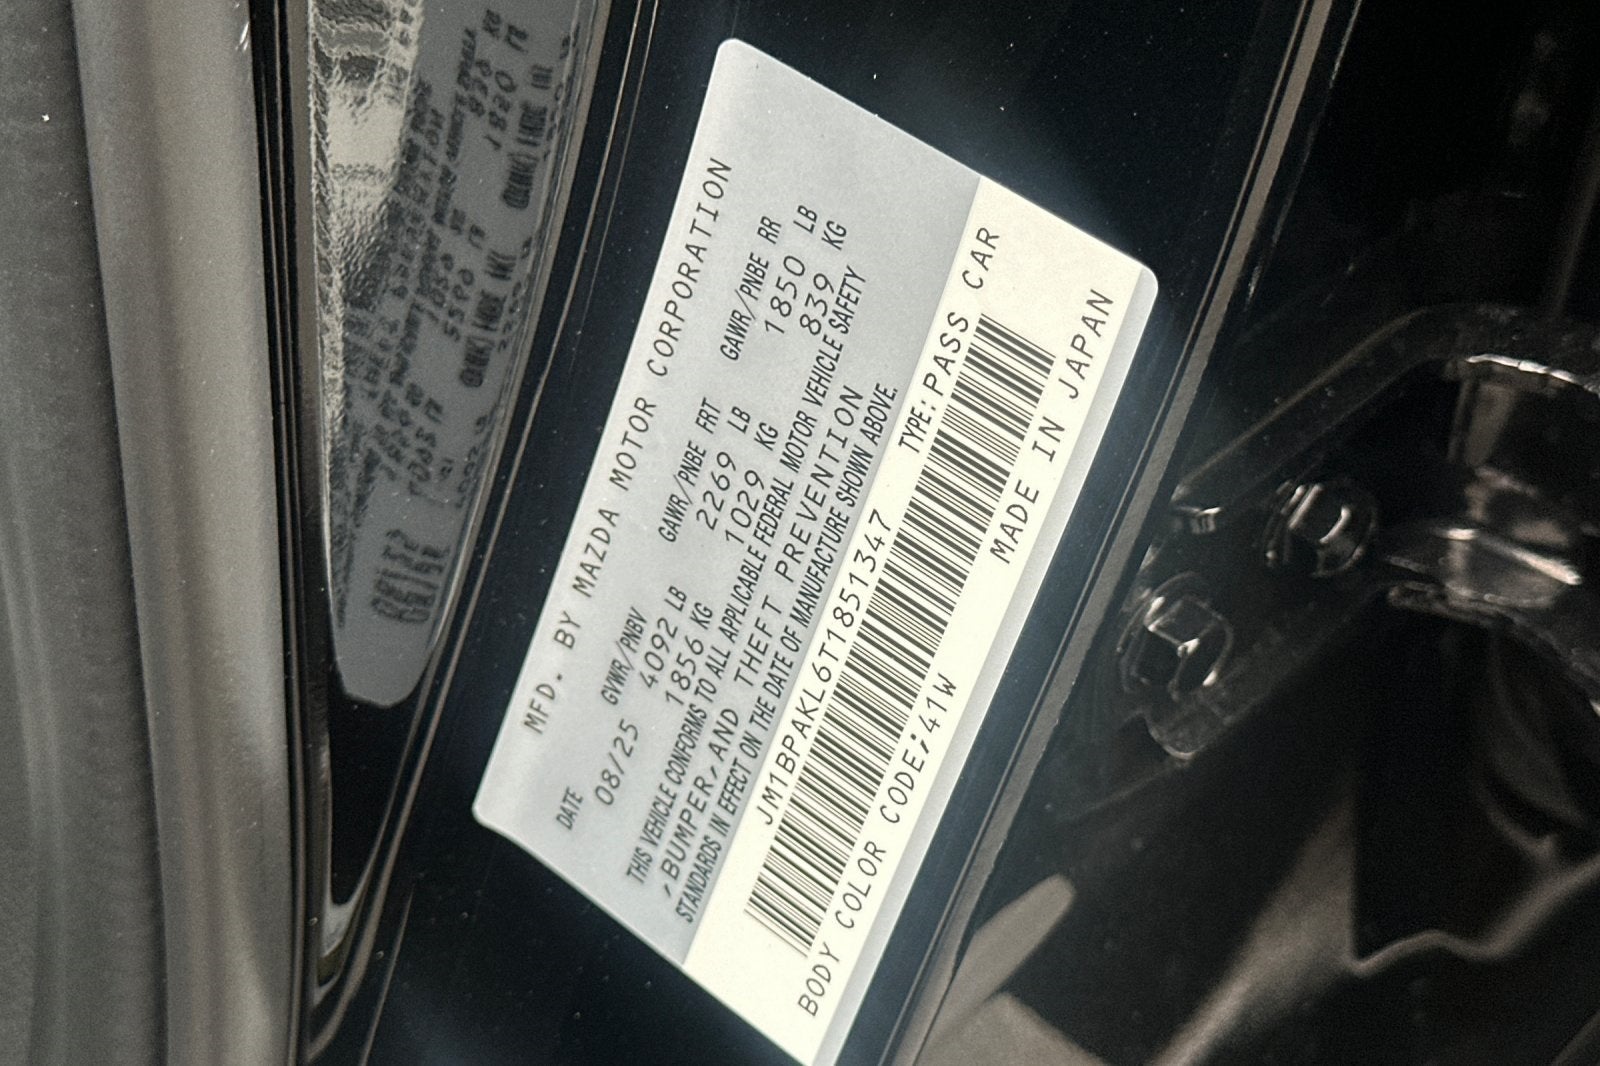 MFD. BY MAZDA MOTOR CORPORATION
DATE GVWR/PNBV GAWR/PNBE FRT GAWR/PNBE RR
08/25 4092 LB 2269 LB 1850 LB
1856 KG 1029 KG 839 KG
THIS VEHICLE CONFORMS TO ALL APPLICABLE FEDERAL MOTOR VEHICLE SAFETY
,BUMPER,AND THEFT PREVENTION
STANDARDS IN EFFECT ON THE DATE OF MANUFACTURE SHOWN ABOVE.
JM1BPAKL6T1851347 TYPE:PASS CAR
BODY COLOR CODE;41W MADE IN JAPAN